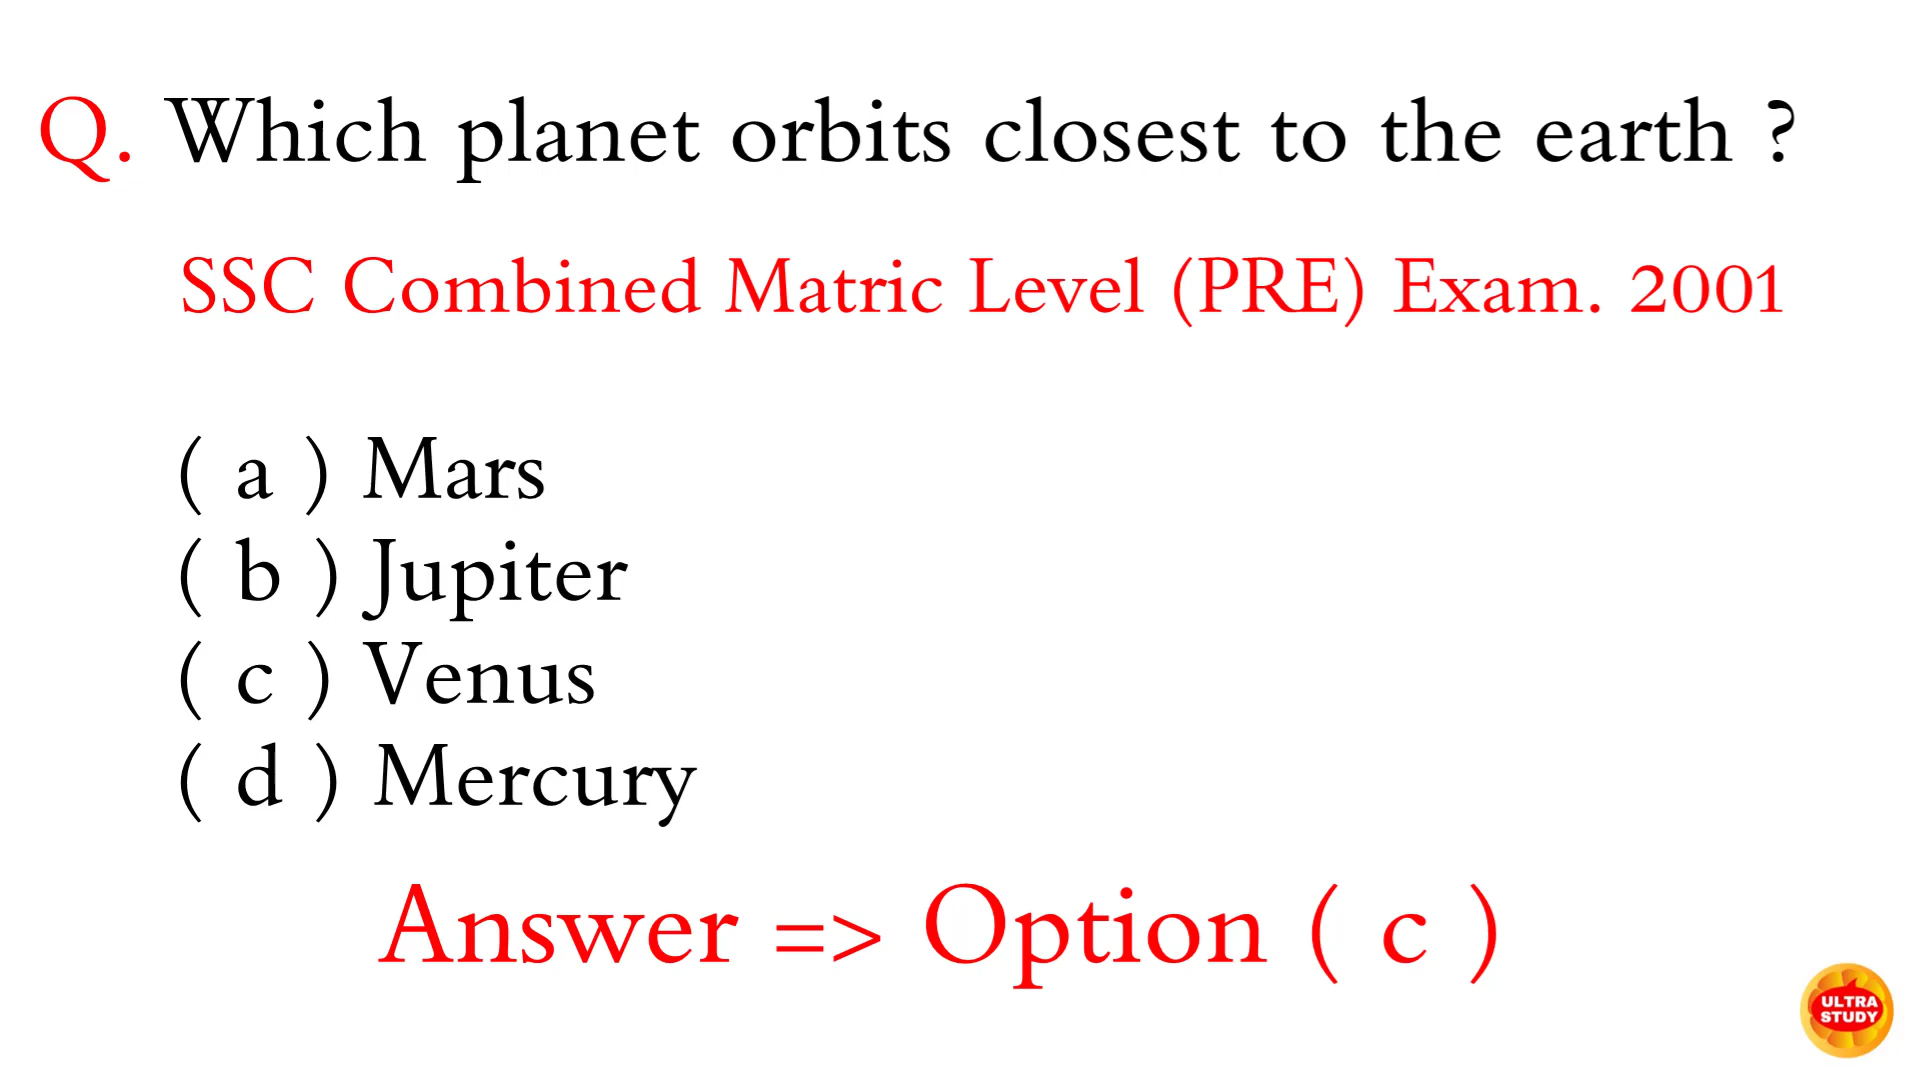 Q. Which planet orbits closest to the earth ?
SSC Combined Matric Level (PRE) Exam. 2001
( a ) Mars
( b ) Jupiter
( c ) Venus
( d ) Mercury
Answer => Option ( c )
ULTRA
STUDY